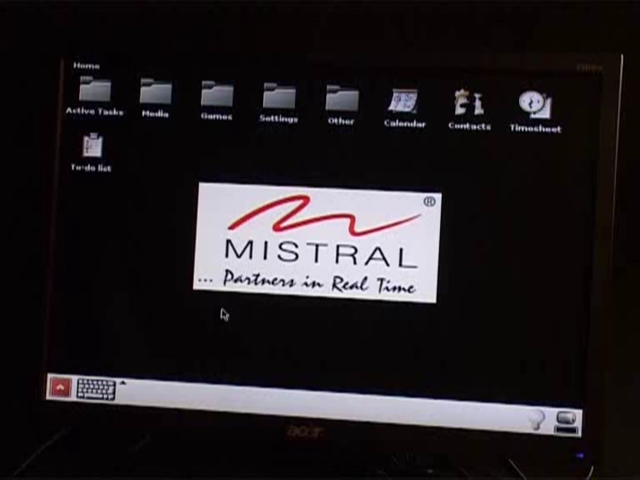 Home
Active Tasks Media Games Settings Other Calendar Contacts Timesheet
To-do list
®
MISTRAL
... Partners in Real Time
acer